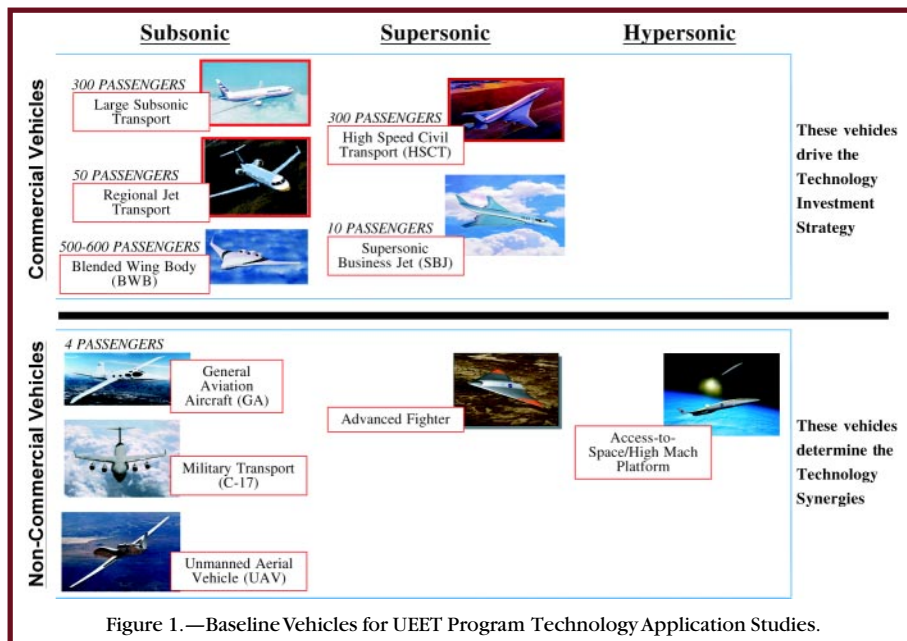 Subsonic
Supersonic
Hypersonic
Commercial Vehicles
300 PASSENGERS
Large Subsonic
Transport
50 PASSENGERS
Regional Jet
Transport
500-600 PASSENGERS
Blended Wing Body
(BWB)
300 PASSENGERS
High Speed Civil
Transport (HSCT)
10 PASSENGERS
Supersonic
Business Jet (SBJ)
These vehicles
drive the
Technology
Investment
Strategy
Non-Commercial Vehicles
4 PASSENGERS
General
Aviation
Aircraft (GA)
Military Transport
(C-17)
Unmanned Aerial
Vehicle (UAV)
Advanced Fighter
Access-to-
Space/High Mach
Platform
These vehicles
determine the
Technology
Synergies
Figure 1.—Baseline Vehicles for UEET Program Technology Application Studies.